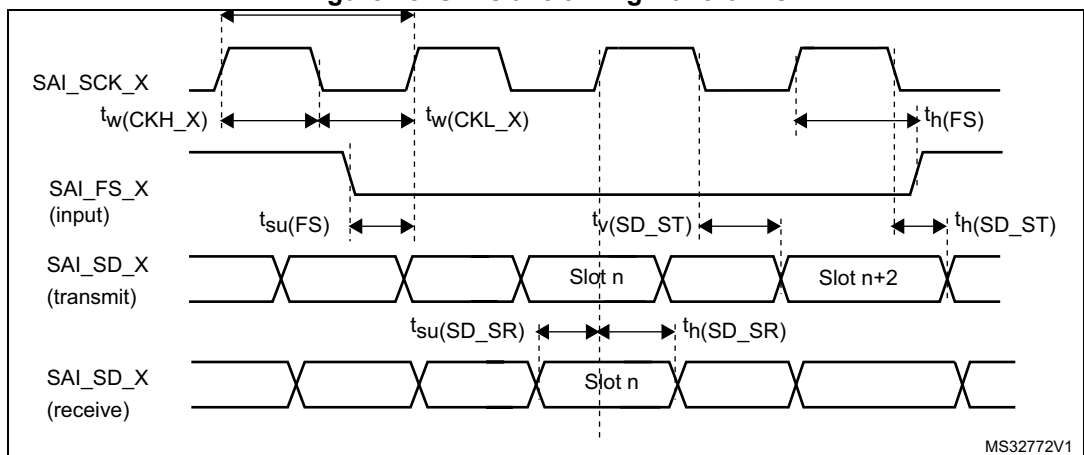 SAI_SCK_X
tw(CKH_X)
tw(CKL_X)
th(FS)
SAI_FS_X
(input)
tsu(FS)
tv(SD_ST)
th(SD_ST)
SAI_SD_X
(transmit)
Slot n
Slot n+2
tsu(SD_SR)
th(SD_SR)
SAI_SD_X
(receive)
Slot n
MS32772V1